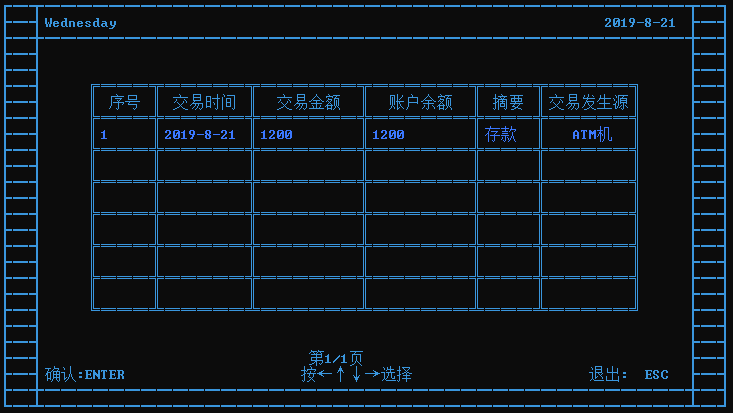 Wednesday 2019-8-21
序号 交易时间 交易金额 账户余额 摘要 交易发生源
1 2019-8-21 1200 1200 存款 ATM机
第1/1页
确认:ENTER 按←↑↓→选择 退出: ESC